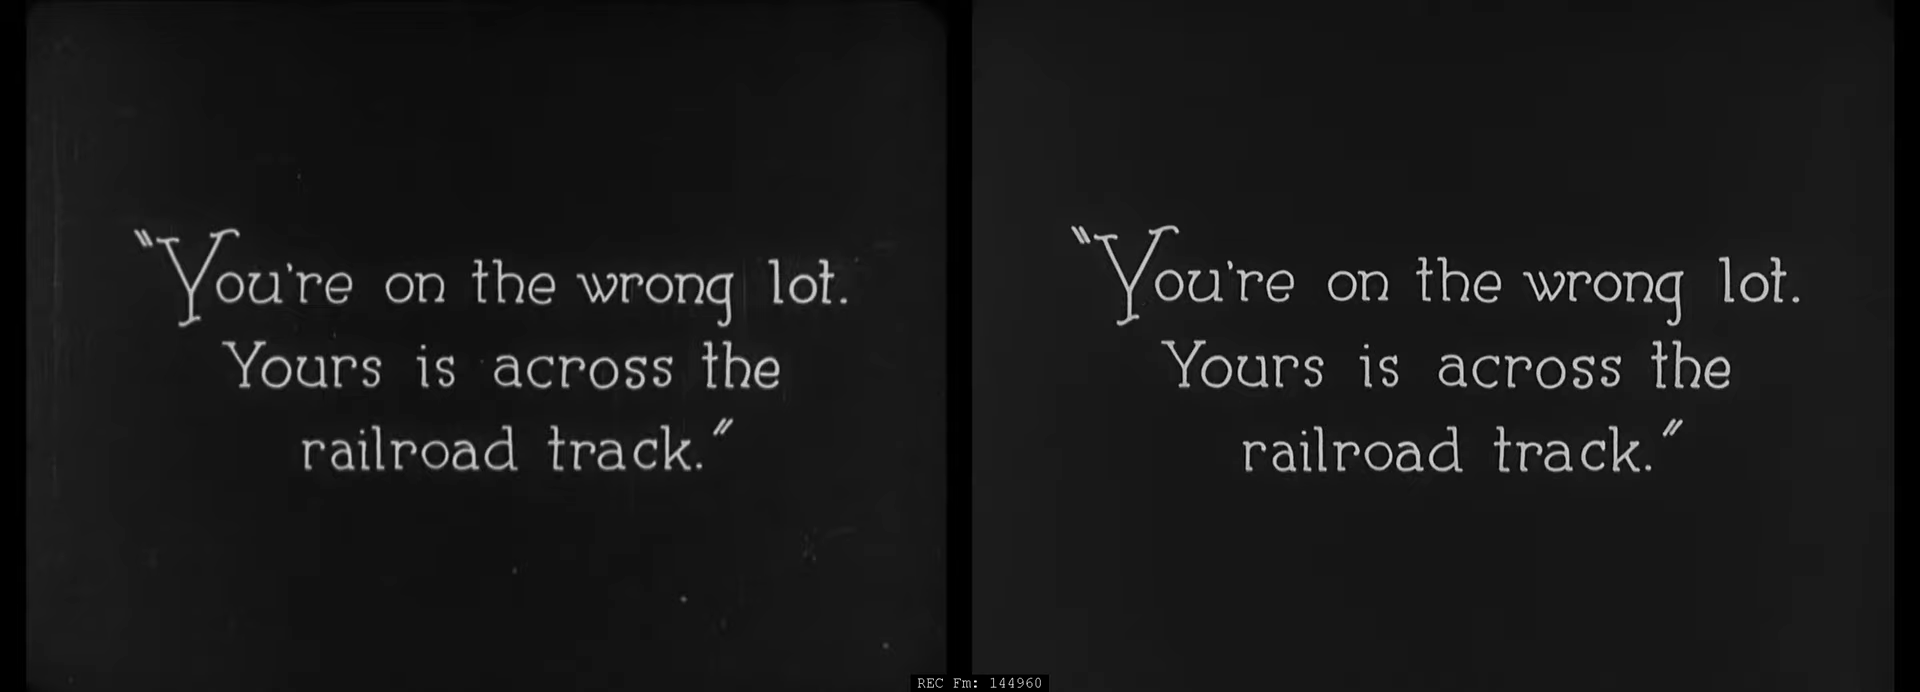 "You're on the wrong lot.
Yours is across the
railroad track."
"You're on the wrong lot.
Yours is across the
railroad track."
REC Fm: 144960